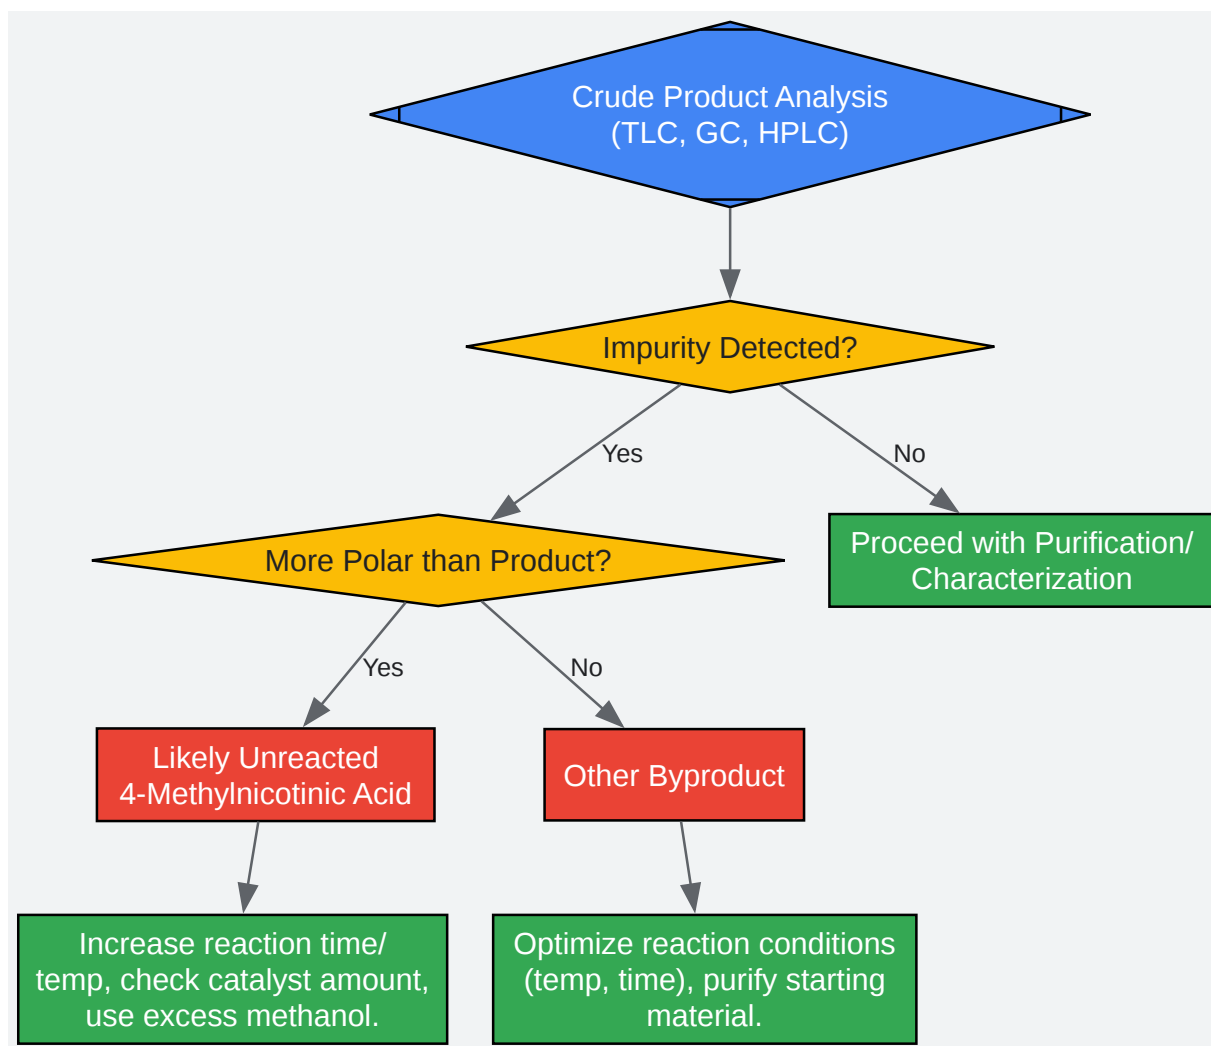 Crude Product Analysis
(TLC, GC, HPLC)
Impurity Detected?
Yes
No
More Polar than Product?
Proceed with Purification/
Characterization
Yes
No
Likely Unreacted
4-Methylnicotinic Acid
Other Byproduct
Increase reaction time/
temp, check catalyst amount,
use excess methanol.
Optimize reaction conditions
(temp, time), purify starting
material.